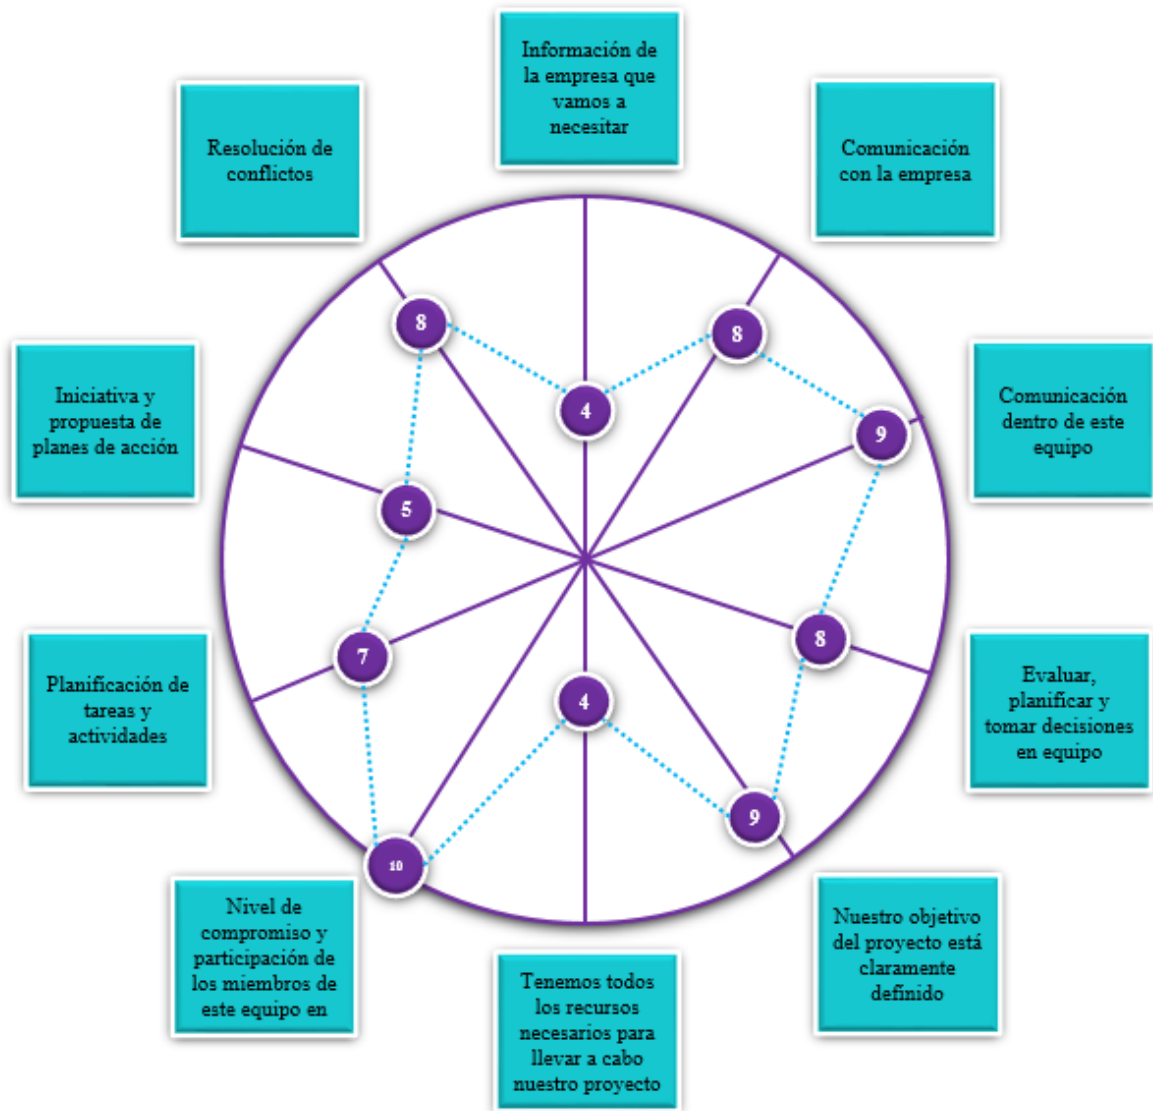 Información de
la empresa que
vamos a
necesitar
Resolución de
conflictos
Comunicación
con la empresa
8
8
4
9
Iniciativa y
propuesta de
planes de acción
Comunicación
dentro de este
equipo
5
8
7
4
Planificación de
tareas y
actividades
Evaluar,
planificar y
tomar decisiones
en equipo
9
10
Nivel de
compromiso y
participación de
los miembros de
este equipo en
Nuestro objetivo
del proyecto está
claramente
definido
Tenemos todos
los recursos
necesarios para
llevar a cabo
nuestro proyecto